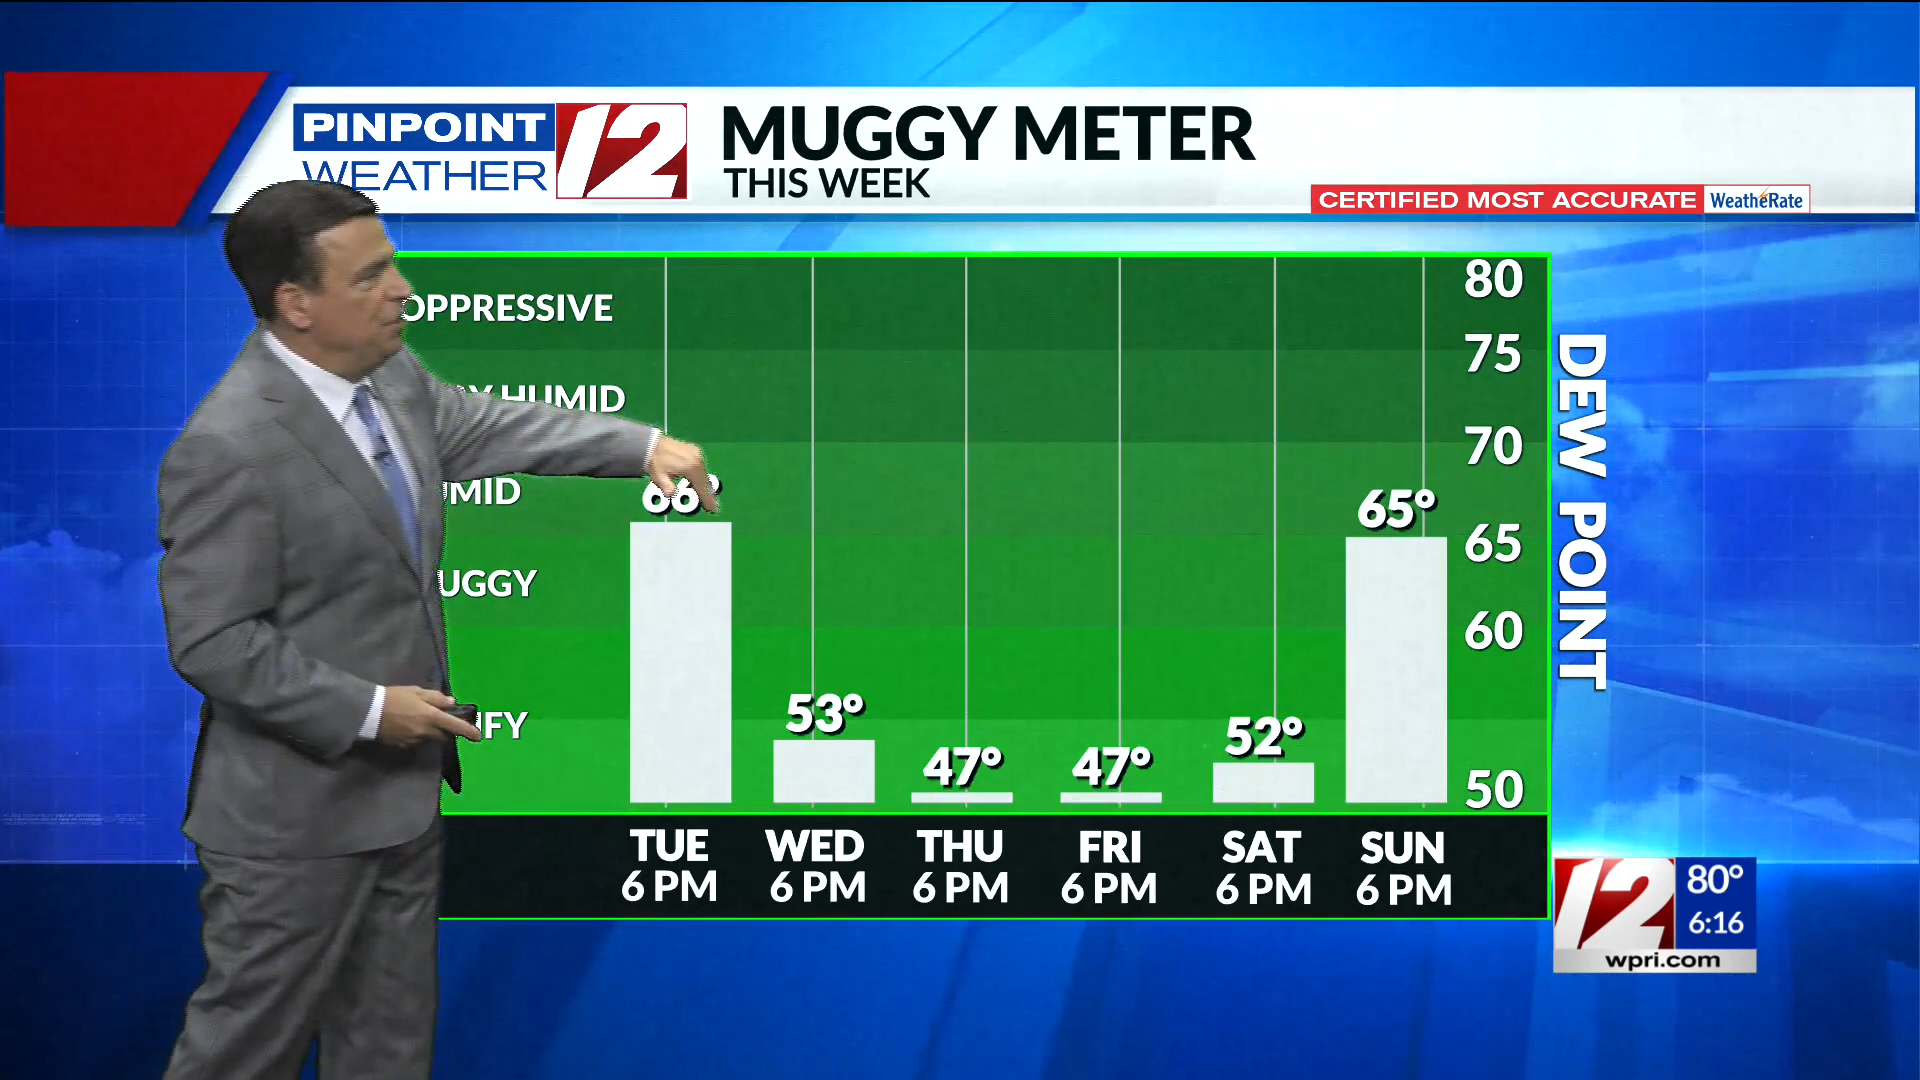 PINPOINT
WEATHER
12
MUGGY METER
THIS WEEK
CERTIFIED MOST ACCURATE WeatheRate
OPPRESSIVE
HUMID
80
75
70
65
60
50
DEW POINT
66°
53°
47°
47°
52°
65°
TUE WED THU FRI SAT SUN
6 PM 6 PM 6 PM 6 PM 6 PM 6 PM
12
80°
6:16
wpri.com